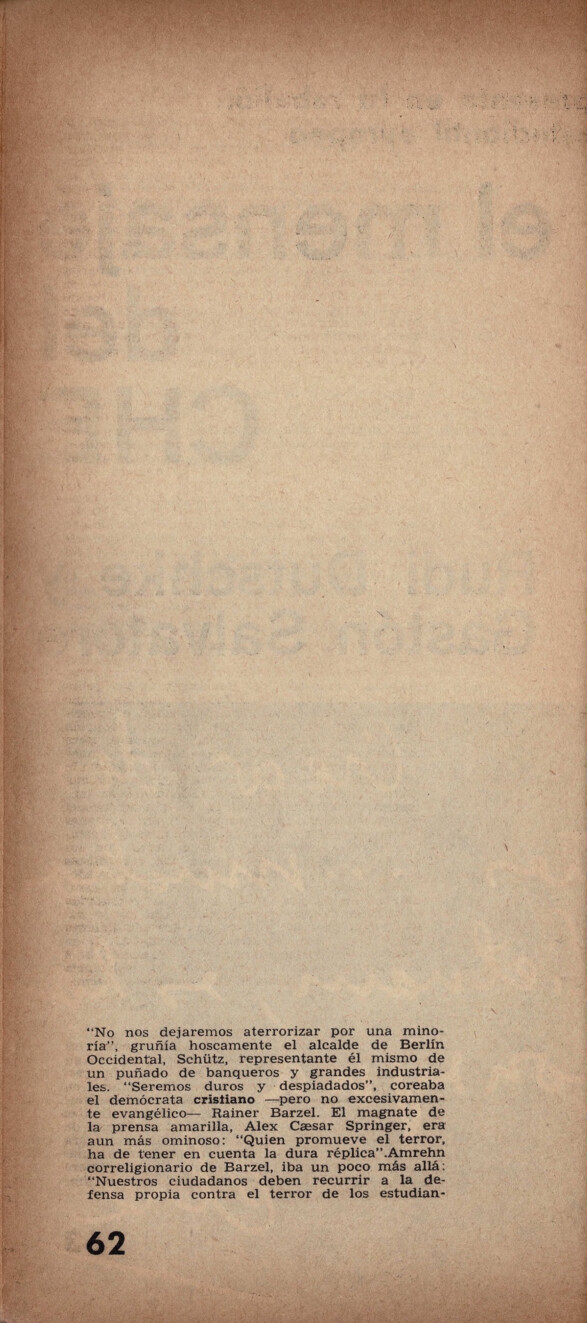 "No nos dejaremos aterrorizar por una mino-
ría", gruñía hoscamente el alcalde de Berlín
Occidental, Schütz, representante él mismo de
un puñado de banqueros y grandes industria-
les. "Seremos duros y despiadados", coreaba
el demócrata cristiano —pero no excesivamen-
te evangélico— Rainer Barzel. El magnate de
la prensa amarilla, Alex Cæsar Springer, era
aun más ominoso: "Quien promueve el terror,
ha de tener en cuenta la dura réplica".Amrehn
correligionario de Barzel, iba un poco más allá:
"Nuestros ciudadanos deben recurrir a la de-
fensa propia contra el terror de los estudian-
62